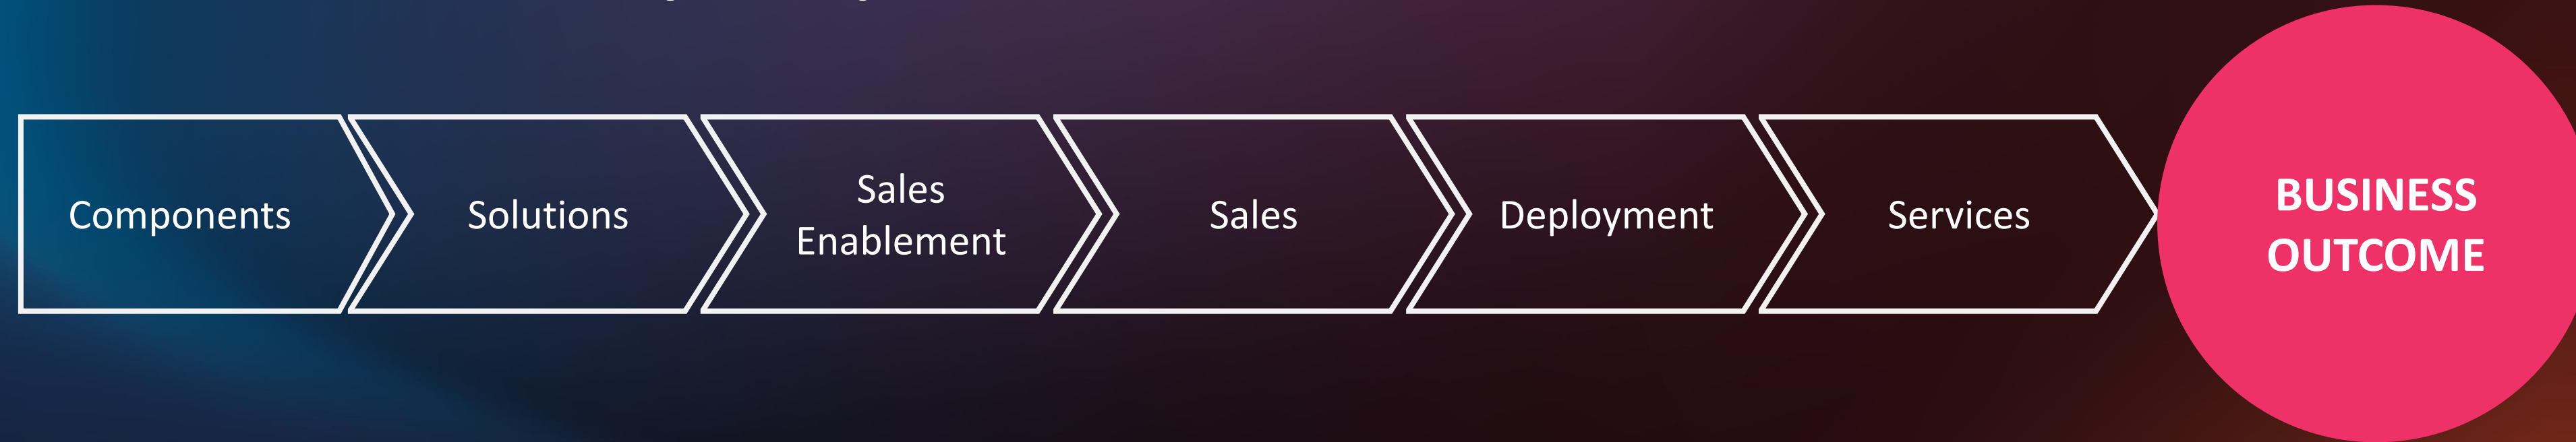 Components
Solutions
Sales
Enablement
Sales
Deployment
Services
BUSINESS
OUTCOME